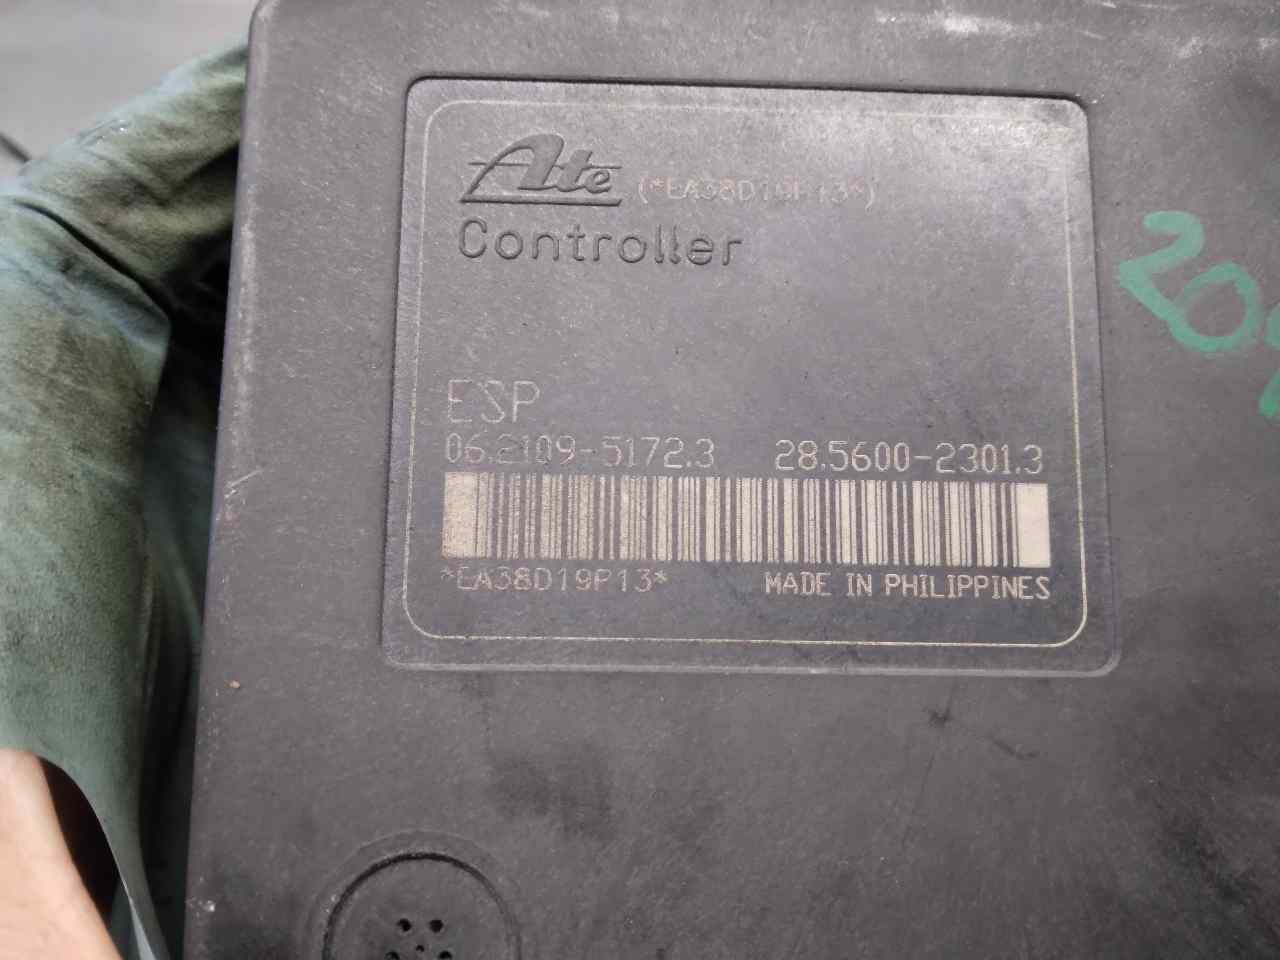 Ate (*EA38D19P13*)
Controller
ESP
06.2109-5172.3 28.5600-2301.3
*EA38D19P13* MADE IN PHILIPPINES